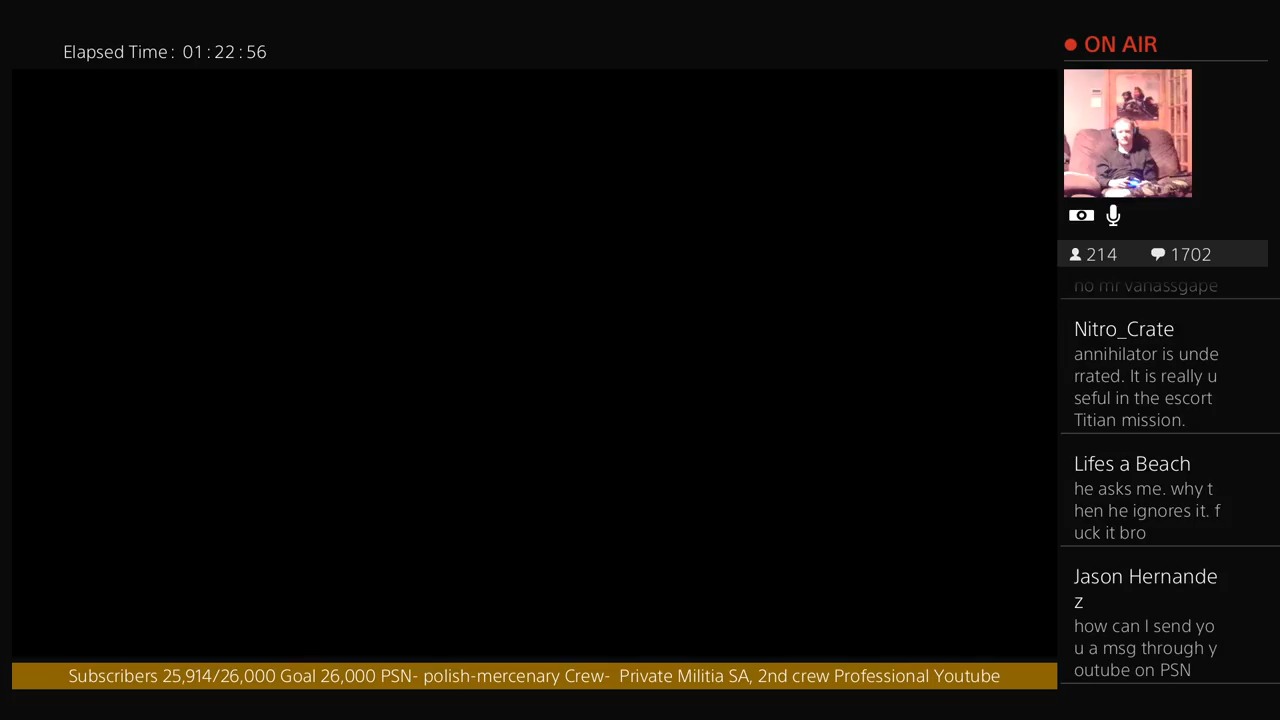 Elapsed Time: 01:22:56
ON AIR
214 1702
no mr vanassgape
Nitro_Crate
annihilator is unde
rrated. It is really u
seful in the escort
Titian mission.
Lifes a Beach
he asks me. why t
hen he ignores it. f
uck it bro
Jason Hernande
z
how can I send yo
u a msg through y
outube on PSN
Subscribers 25,914/26,000 Goal 26,000 PSN- polish-mercenary Crew- Private Militia SA, 2nd crew Professional Youtube